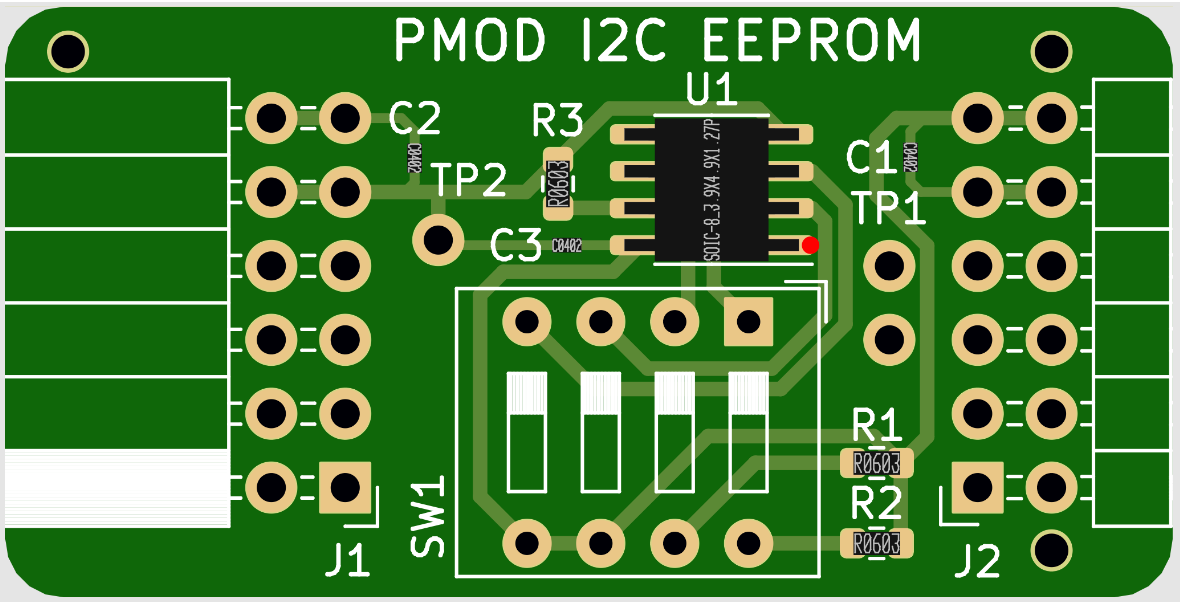 PMOD I2C EEPROM
U1
C2
R3
C0402
R0603
SOIC-8_3.9X4.9X1.27P
C1
C0402
TP2
TP1
C3
C0402
R1
R0603
SW1
R2
R0603
J1
J2